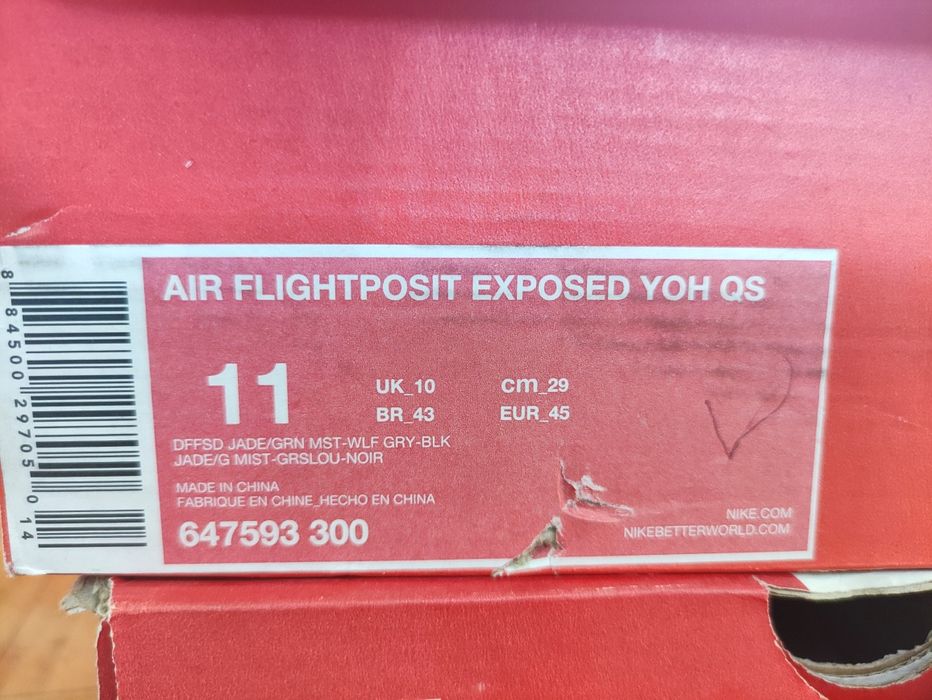 AIR FLIGHTPOSIT EXPOSED YOH QS
11
UK_10 cm_29
BR_43 EUR_45
DFFSD JADE/GRN MST-WLF GRY-BLK
JADE/G MIST-GRSLOU-NOIR
MADE IN CHINA
FABRIQUE EN CHINE_HECHO EN CHINA
647593 300
NIKE.COM
NIKEBETTERWORLD.COM
8 84500 29705 0 14